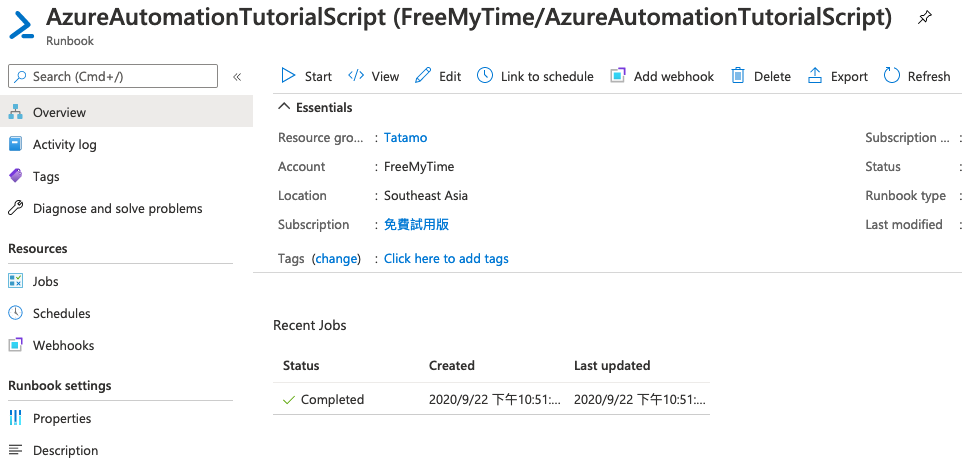 AzureAutomationTutorialScript (FreeMyTime/AzureAutomationTutorialScript)
Runbook
Search (Cmd+/)
«
Start View Edit Link to schedule Add webhook Delete Export Refresh
Overview
Activity log
Tags
Diagnose and solve problems
Resources
Jobs
Schedules
Webhooks
Runbook settings
Properties
Description
Essentials
Resource gro... : Tatamo
Account : FreeMyTime
Location : Southeast Asia
Subscription : 免費試用版
Tags (change) : Click here to add tags
Subscription ... :
Status :
Runbook type :
Last modified :
Recent Jobs
Status Created Last updated
Completed 2020/9/22 下午10:51:... 2020/9/22 下午10:51:...